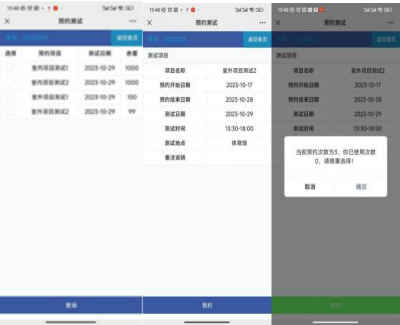 预约测试
返回首页
选择 预约项目 测试日期 余量
室内项目测试1 2023-10-29 1000
室内项目测试2 2023-10-29 1000
室外项目测试1 2023-10-29 100
室外项目测试2 2023-10-29 99
查询
预约测试
返回首页
测试项目
项目名称 室外项目测试2
预约开始日期 2023-10-17
预约结束日期 2023-10-28
测试日期 2023-10-29
测试时间 13:30-18:00
测试地点 体育馆
备注说明
预约
预约测试
返回首页
测试项目
项目名称 室外项目测试2
预约开始日期 2023-10-17
预约结束日期 2023-10-28
测试日期 2023-10-29
测试时间 13:30-18:00
当前预约次数为3，你已使用次数
0，请慎重选择！
取消 确定
预约